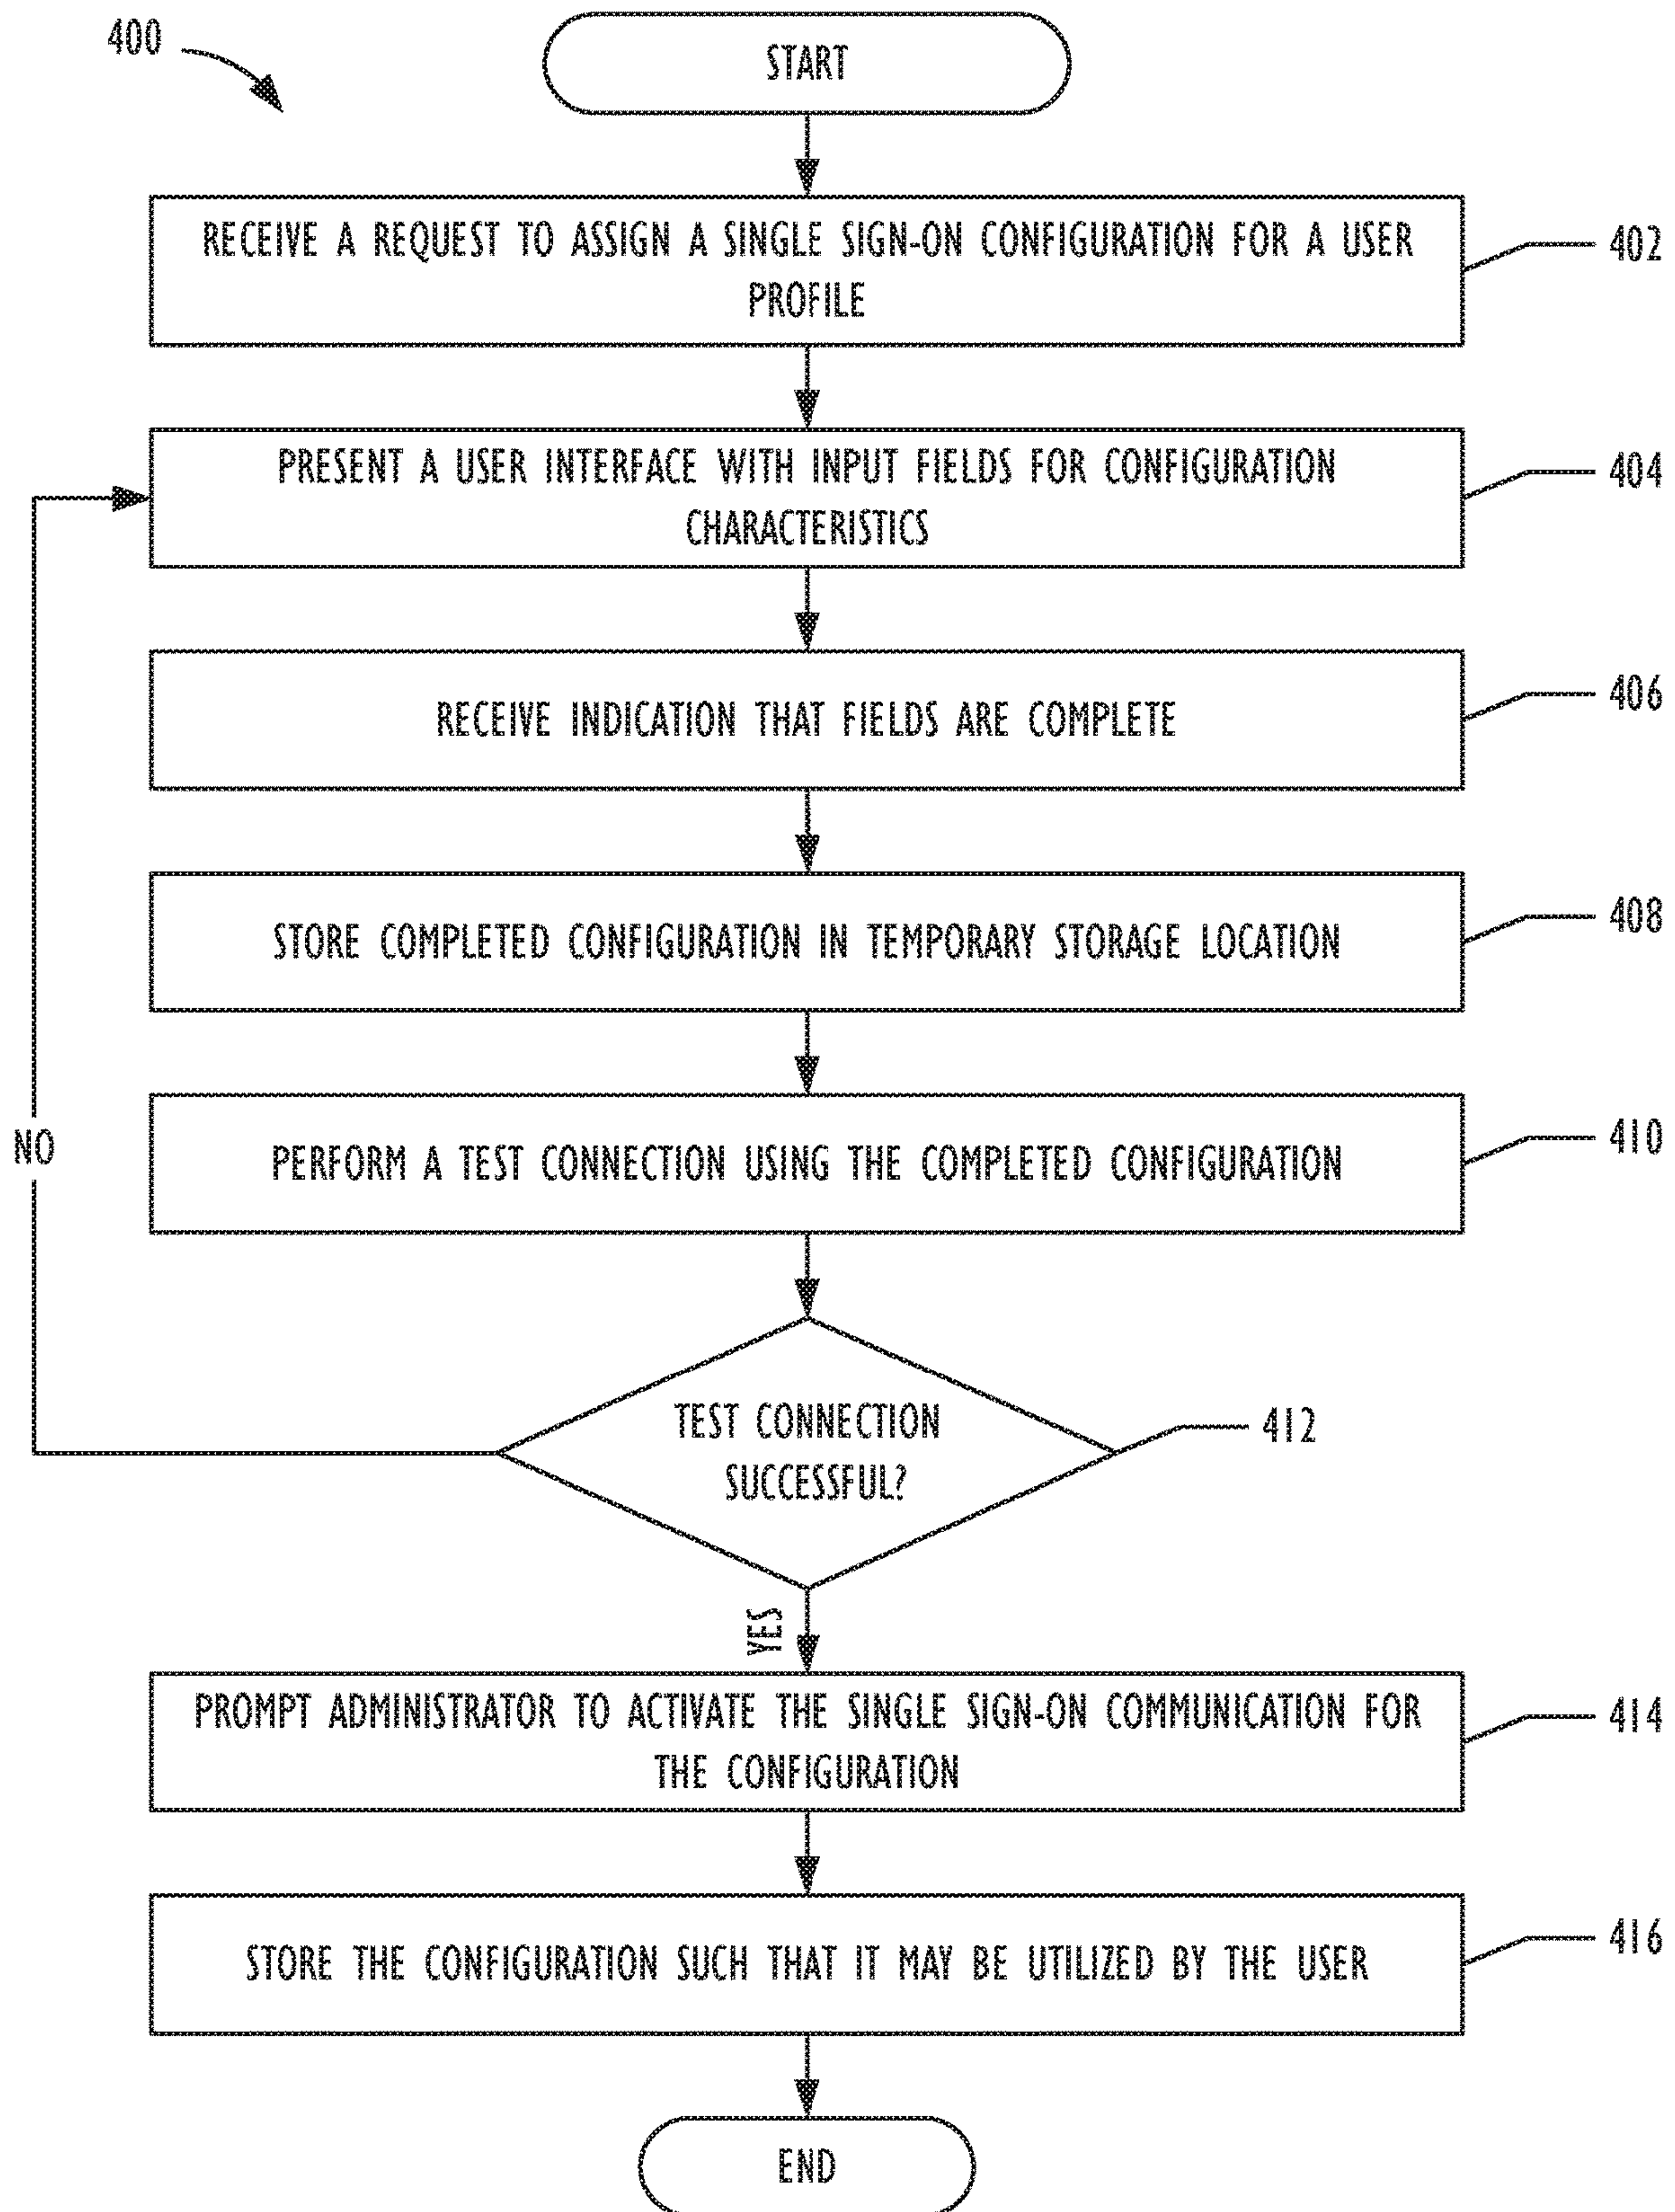 400
START
RECEIVE A REQUEST TO ASSIGN A SINGLE SIGN-ON CONFIGURATION FOR A USER
PROFILE
402
PRESENT A USER INTERFACE WITH INPUT FIELDS FOR CONFIGURATION
CHARACTERISTICS
404
RECEIVE INDICATION THAT FIELDS ARE COMPLETE
406
STORE COMPLETED CONFIGURATION IN TEMPORARY STORAGE LOCATION
408
PERFORM A TEST CONNECTION USING THE COMPLETED CONFIGURATION
410
NO
TEST CONNECTION
SUCCESSFUL?
412
YES
PROMPT ADMINISTRATOR TO ACTIVATE THE SINGLE SIGN-ON COMMUNICATION FOR
THE CONFIGURATION
414
STORE THE CONFIGURATION SUCH THAT IT MAY BE UTILIZED BY THE USER
416
END